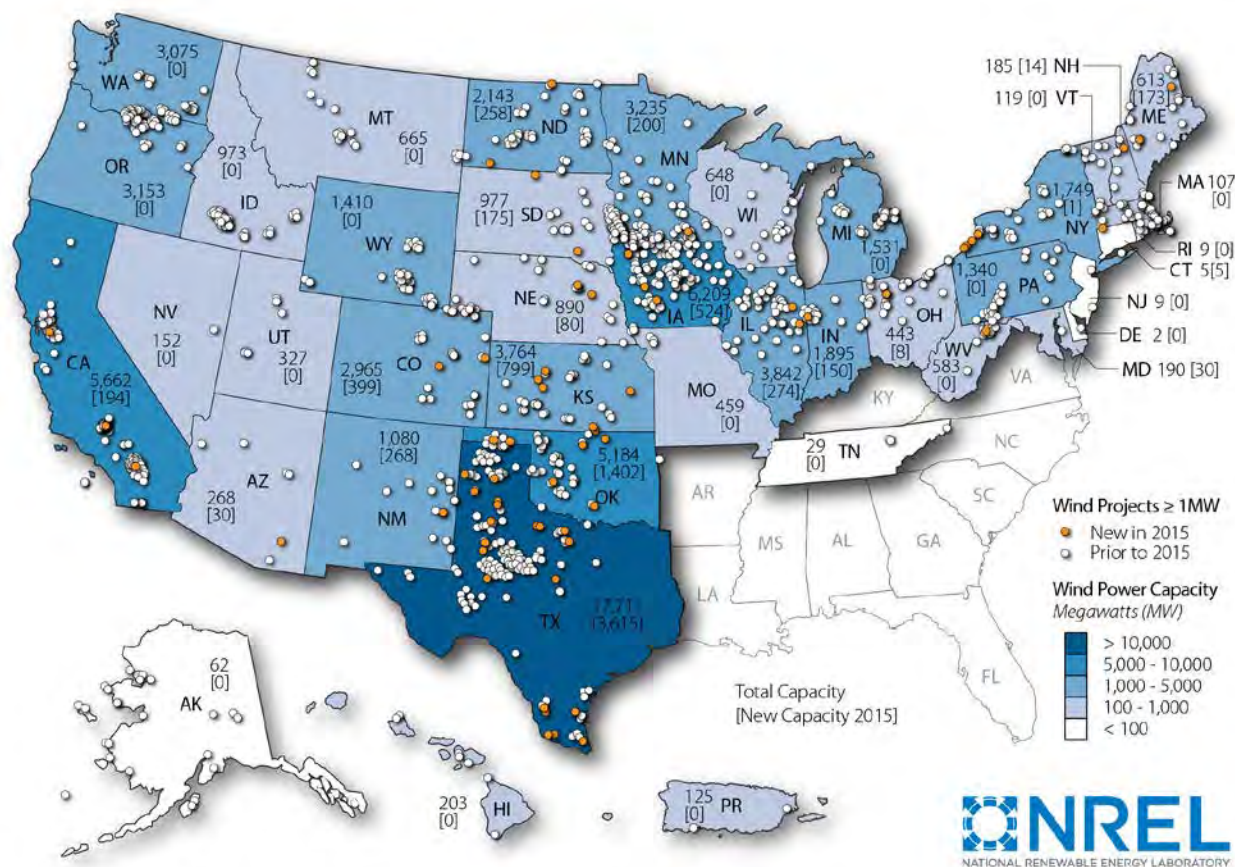 3,075
[0]
WA
MT
665
[0]
2,143
[258]
ND
3,235
[200]
MN
185 [14] NH
119 [0] VT
613
[173]
ME
OR
3,153
[0]
973
[0]
ID
1,410
[0]
WY
977
[175]
SD
648
[0]
WI
MI
1,531
[0]
1,749
[1]
NY
MA 107
[0]
RI 9 [0]
CT 5[5]
NJ 9 [0]
DE 2 [0]
MD 190 [30]
NV
152
[0]
UT
327
[0]
CA
5,662
[194]
2,965
[399]
CO
NE
890
[80]
6,209
[524]
IA
IL
3,842
[274]
IN
1,895
[150]
OH
443
[8]
1,340
[0]
PA
WV
583
[0]
VA
KY
3,764
[799]
KS
MO
459
[0]
AZ
268
[30]
1,080
[268]
NM
5,184
[1,402]
OK
29
[0]
TN
NC
SC
AR
MS
AL
GA
LA
FL
TX
17,711
[3,615]
AK
62
[0]
203
[0]
HI
125
[0]
PR
Total Capacity
[New Capacity 2015]
Wind Projects ≥ 1MW
New in 2015
Prior to 2015
Wind Power Capacity
Megawatts (MW)
> 10,000
5,000 - 10,000
1,000 - 5,000
100 - 1,000
< 100
NREL
NATIONAL RENEWABLE ENERGY LABORATORY